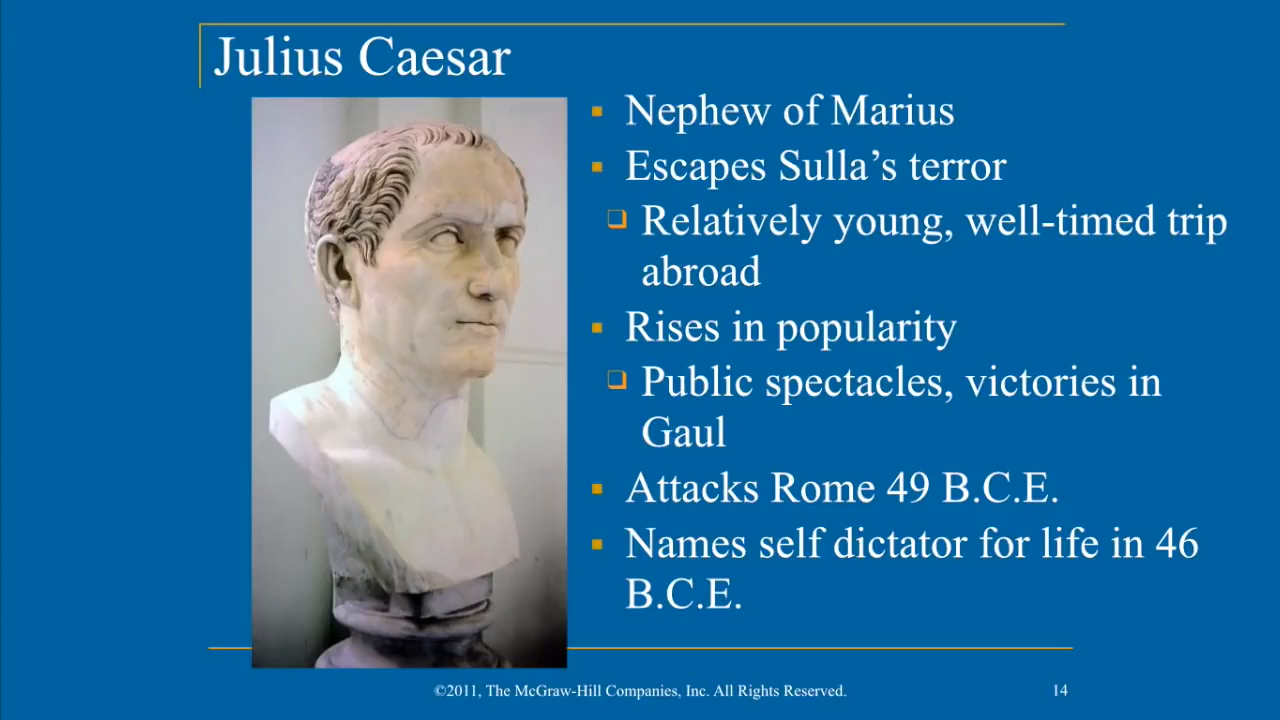 Julius Caesar
Nephew of Marius
Escapes Sulla’s terror
Relatively young, well-timed trip
abroad
Rises in popularity
Public spectacles, victories in
Gaul
Attacks Rome 49 B.C.E.
Names self dictator for life in 46
B.C.E.
©2011, The McGraw-Hill Companies, Inc. All Rights Reserved.
14